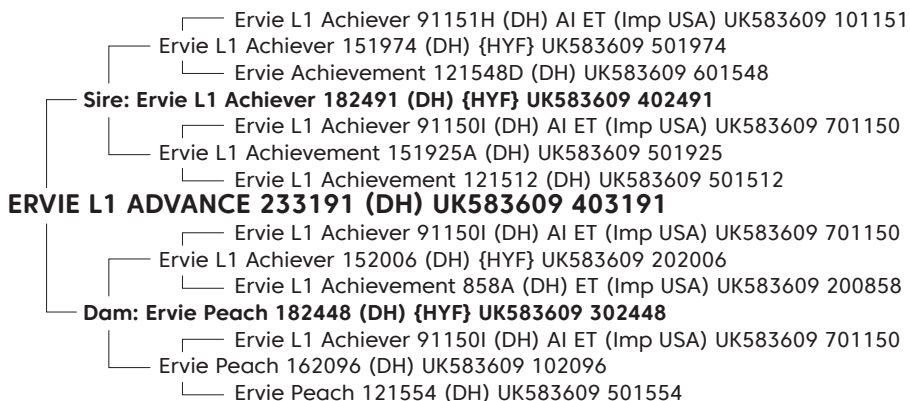 Ervie L1 Achiever 91151H (DH) AI ET (Imp USA) UK583609 101151
Ervie L1 Achiever 151974 (DH) {HYF} UK583609 501974
Ervie Achievement 121548D (DH) UK583609 601548
Sire: Ervie L1 Achiever 182491 (DH) {HYF} UK583609 402491
Ervie L1 Achiever 91150I (DH) AI ET (Imp USA) UK583609 701150
Ervie L1 Achievement 151925A (DH) UK583609 501925
Ervie L1 Achievement 121512 (DH) UK583609 501512
ERVIE L1 ADVANCE 233191 (DH) UK583609 403191
Ervie L1 Achiever 91150I (DH) AI ET (Imp USA) UK583609 701150
Ervie L1 Achiever 152006 (DH) {HYF} UK583609 202006
Ervie L1 Achievement 858A (DH) ET (Imp USA) UK583609 200858
Dam: Ervie Peach 182448 (DH) {HYF} UK583609 302448
Ervie L1 Achiever 91150I (DH) AI ET (Imp USA) UK583609 701150
Ervie Peach 162096 (DH) UK583609 102096
Ervie Peach 121554 (DH) UK583609 501554